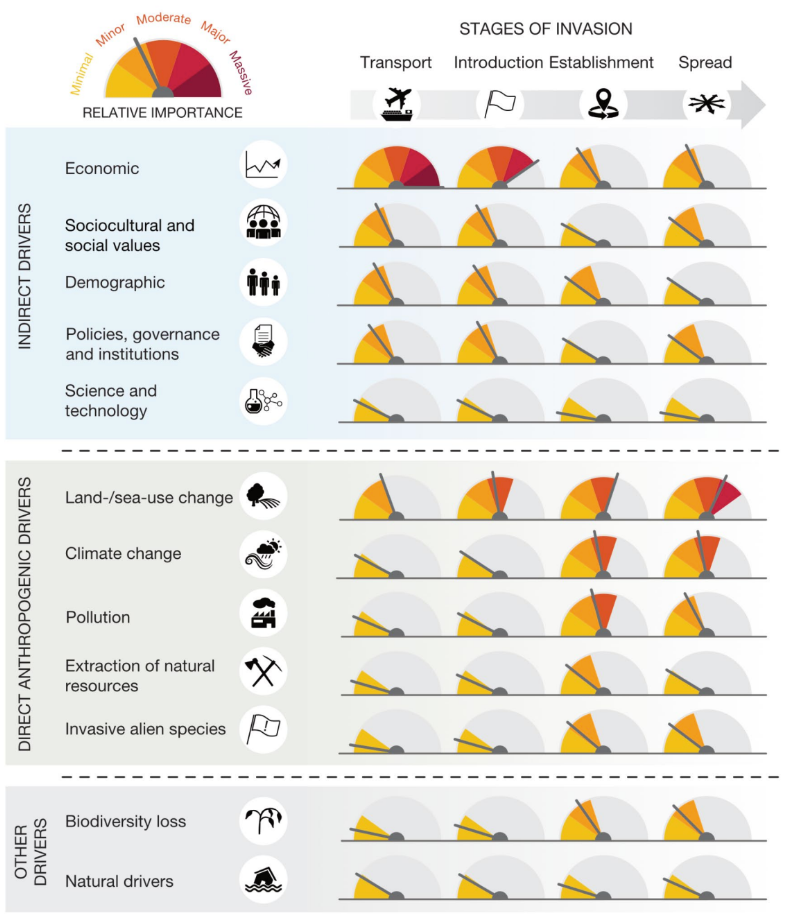 Minimal
Minor
Moderate
Major
Massive
RELATIVE IMPORTANCE
STAGES OF INVASION
Transport
Introduction
Establishment
Spread
INDIRECT DRIVERS
Economic
Sociocultural and
social values
Demographic
Policies, governance
and institutions
Science and
technology
DIRECT ANTHROPOGENIC DRIVERS
Land-/sea-use change
Climate change
Pollution
Extraction of natural
resources
Invasive alien species
OTHER
DRIVERS
Biodiversity loss
Natural drivers